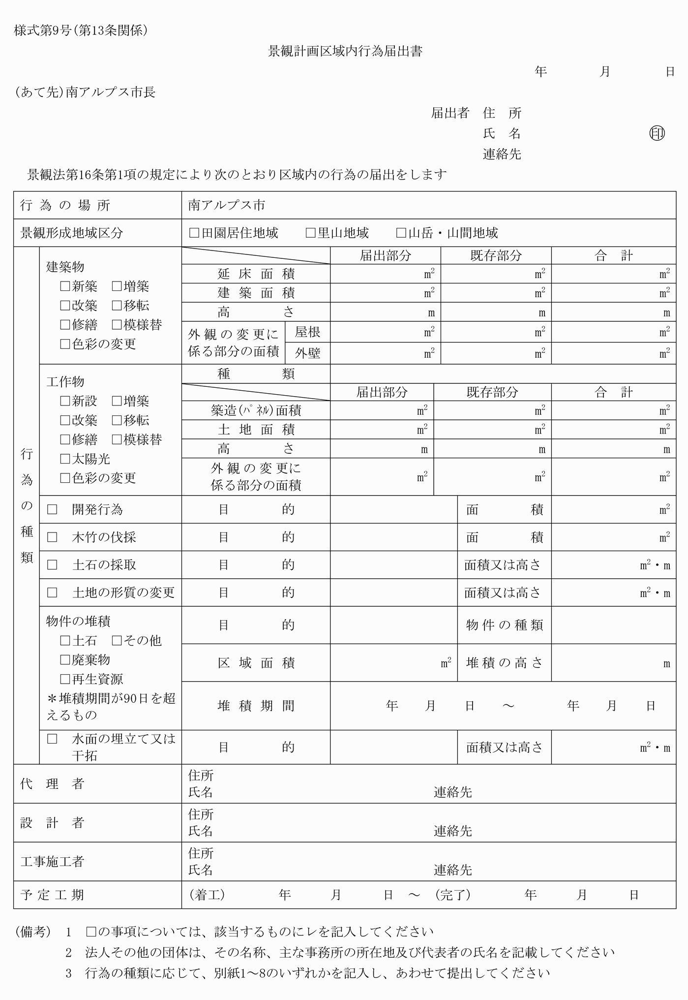 様式第9号(第13条関係)
景観計画区域内行為届出書
年　月　日
(あて先)南アルプス市長
届出者　住　所
氏　名　㊞
連絡先
景観法第16条第1項の規定により次のとおり区域内の行為の届出をします
行為の場所　南アルプス市
景観形成地域区分　□田園居住地域　□里山地域　□山岳・山間地域
行為の種類
建築物
□新築　□増築
□改築　□移転
□修繕　□模様替
□色彩の変更
届出部分　既存部分　合　計
延床面積　m²　m²　m²
建築面積　m²　m²　m²
高さ　m　m　m
外観の変更に
係る部分の面積
屋根　m²　m²　m²
外壁　m²　m²　m²
工作物
□新設　□増築
□改築　□移転
□修繕　□模様替
□太陽光
□色彩の変更
種類
届出部分　既存部分　合　計
築造(ﾊﾟﾈﾙ)面積　m²　m²　m²
土地面積　m²　m²　m²
高さ　m　m　m
外観の変更に
係る部分の面積　m²　m²　m²
□　開発行為　目的　面積　m²
□　木竹の伐採　目的　面積　m²
□　土石の採取　目的　面積又は高さ　m²・m
□　土地の形質の変更　目的　面積又は高さ　m²・m
物件の堆積
□土石　□その他
□廃棄物
□再生資源
＊堆積期間が90日を超
えるもの
目的　物件の種類
区域面積　m²　堆積の高さ　m
堆積期間　年　月　日　～　年　月　日
□　水面の埋立て又は
干拓
目的　面積又は高さ　m²・m
代理者　住所
氏名　連絡先
設計者　住所
氏名　連絡先
工事施工者　住所
氏名　連絡先
予定工期　(着工)　年　月　日　～　(完了)　年　月　日
(備考)　1　□の事項については、該当するものにレを記入してください
2　法人その他の団体は、その名称、主な事務所の所在地及び代表者の氏名を記載してください
3　行為の種類に応じて、別紙1～8のいずれかを記入し、あわせて提出してください